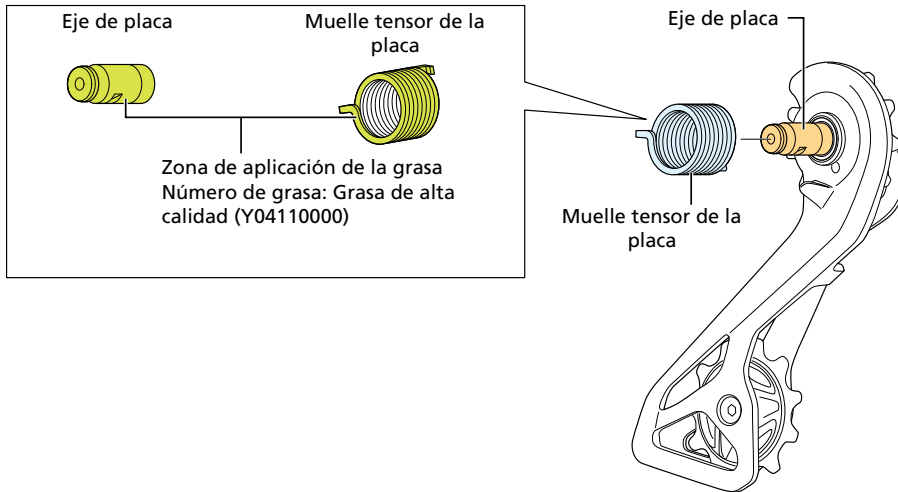 Eje de placa
Muelle tensor de la
placa
Zona de aplicación de la grasa
Número de grasa: Grasa de alta
calidad (Y04110000)
Eje de placa
Muelle tensor de la
placa